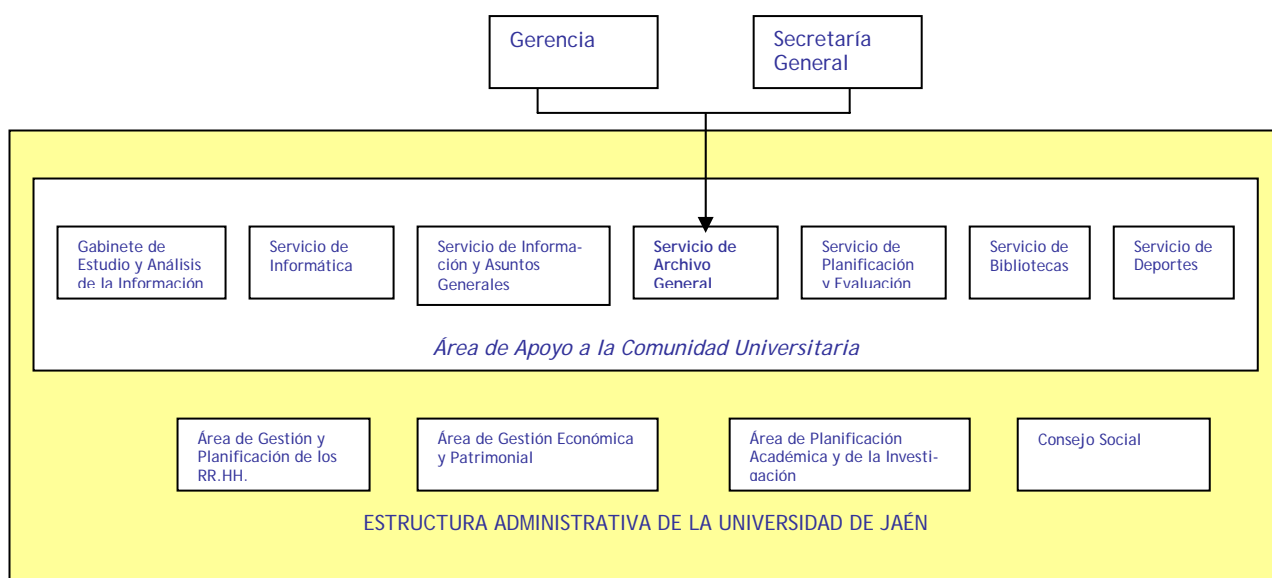 Gerencia
Secretaría
General
Gabinete de
Estudio y Análisis
de la Información
Servicio de
Informática
Servicio de Informa-
ción y Asuntos
Generales
Servicio de
Archivo
General
Servicio de
Planificación
y Evaluación
Servicio de
Bibliotecas
Servicio de
Deportes
Área de Apoyo a la Comunidad Universitaria
Área de Gestión y
Planificación de los
RR.HH.
Área de Gestión Económica
y Patrimonial
Área de Planificación
Académica y de la Investi-
gación
Consejo Social
ESTRUCTURA ADMINISTRATIVA DE LA UNIVERSIDAD DE JAÉN